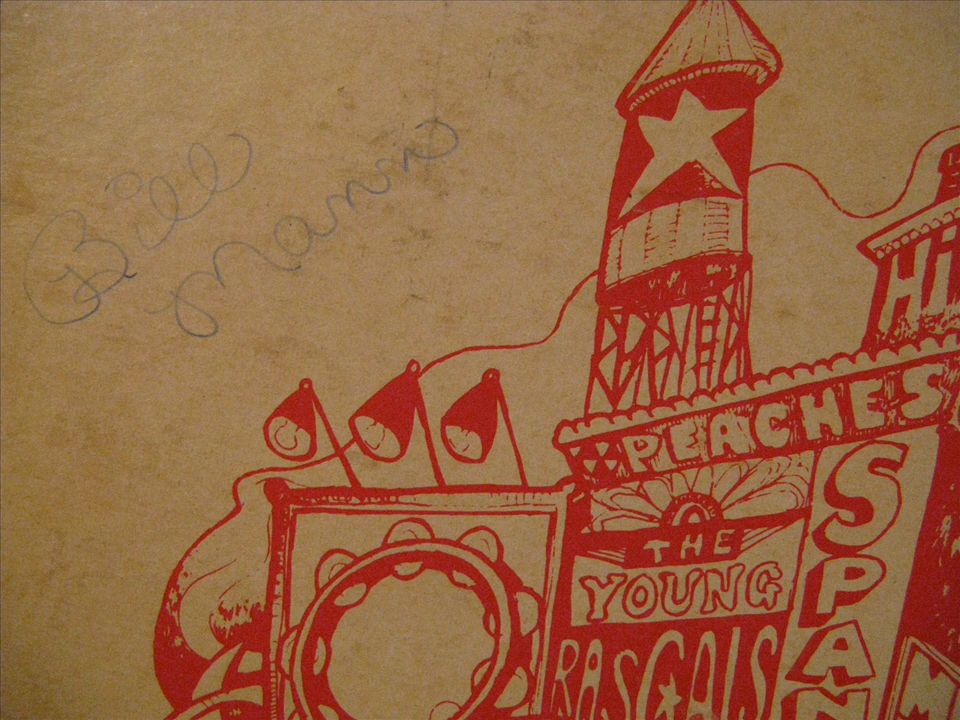 Bill
Mann
HI
PEACHES
THE
YOUNG
RASCALS
SPAN